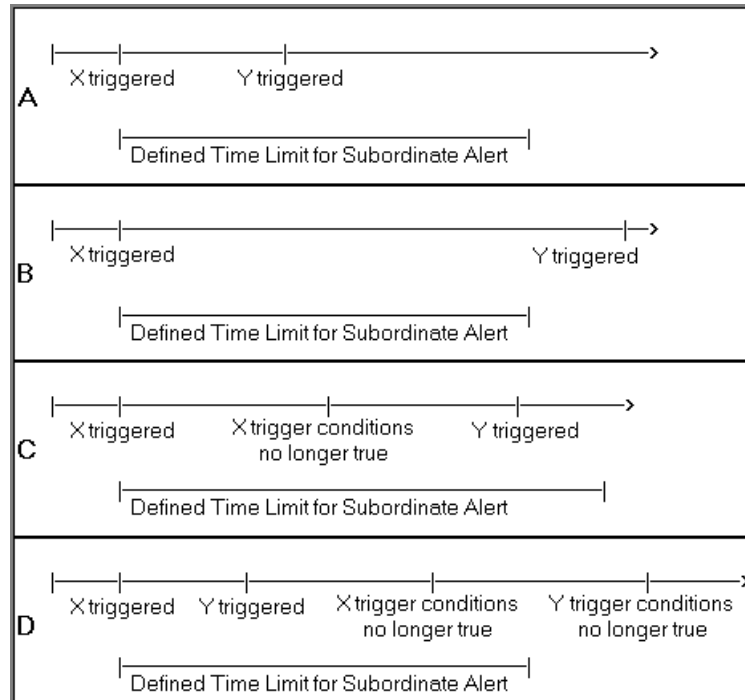 A
X triggered
Y triggered
Defined Time Limit for Subordinate Alert
B
X triggered
Y triggered
Defined Time Limit for Subordinate Alert
C
X triggered
X trigger conditions
no longer true
Y triggered
Defined Time Limit for Subordinate Alert
D
X triggered
Y triggered
X trigger conditions
no longer true
Y trigger conditions
no longer true
Defined Time Limit for Subordinate Alert